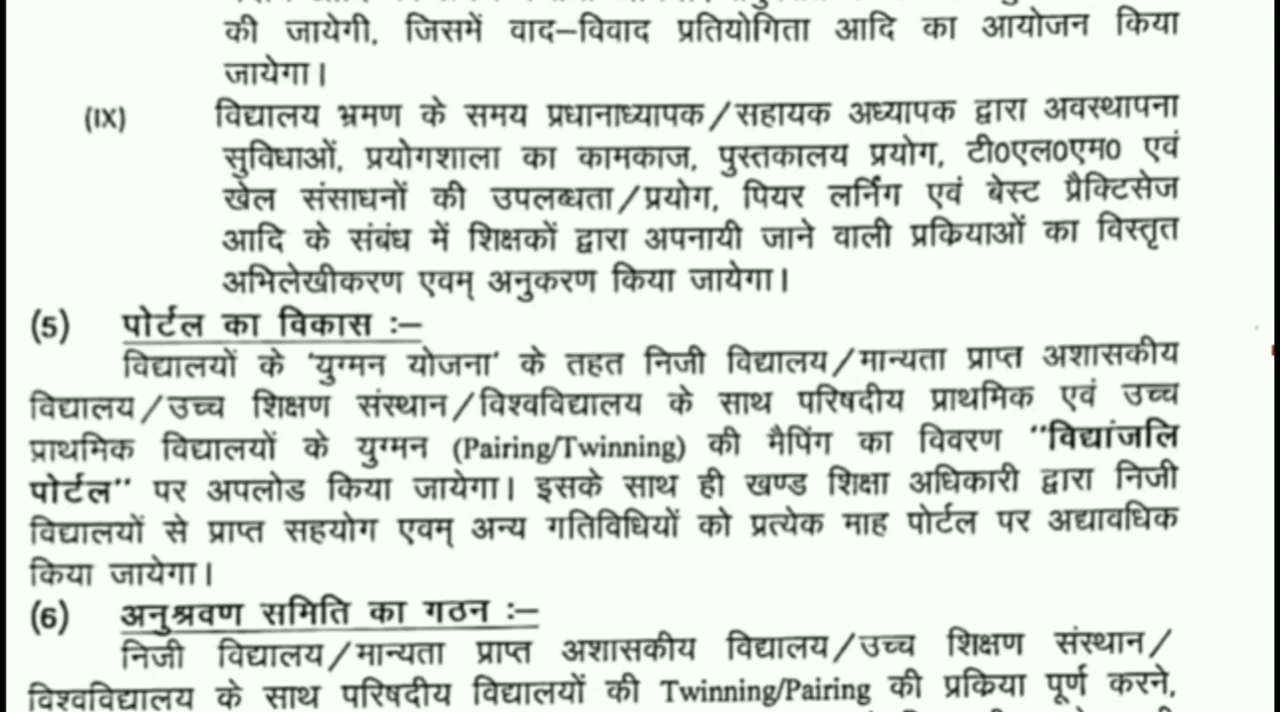 की जायेगी, जिसमें वाद–विवाद प्रतियोगिता आदि का आयोजन किया
जायेगा।
(IX) विद्यालय भ्रमण के समय प्रधानाध्यापक/सहायक अध्यापक द्वारा अवस्थापना
सुविधाओं, प्रयोगशाला का कामकाज, पुस्तकालय प्रयोग, टी0एल0एम0 एवं
खेल संसाधनों की उपलब्धता/प्रयोग, पियर लर्निंग एवं बेस्ट प्रैक्टिसेज
आदि के संबंध में शिक्षकों द्वारा अपनायी जाने वाली प्रकियाओं का विस्तृत
अभिलेखीकरण एवम् अनुकरण किया जायेगा।
(5) पोर्टल का विकास :–
विद्यालयों के 'युग्मन योजना' के तहत निजी विद्यालय/मान्यता प्राप्त अशासकीय
विद्यालय/उच्च शिक्षण संस्थान/विश्वविद्यालय के साथ परिषदीय प्राथमिक एवं उच्च
प्राथमिक विद्यालयों के युग्मन (Pairing/Twinning) की मैपिंग का विवरण "विद्यांजलि
पोर्टल" पर अपलोड किया जायेगा। इसके साथ ही खण्ड शिक्षा अधिकारी द्वारा निजी
विद्यालयों से प्राप्त सहयोग एवम् अन्य गतिविधियों को प्रत्येक माह पोर्टल पर अद्यावधिक
किया जायेगा।
(6) अनुश्रवण समिति का गठन :–
निजी विद्यालय/मान्यता प्राप्त अशासकीय विद्यालय/उच्च शिक्षण संस्थान/
विश्वविद्यालय के साथ परिषदीय विद्यालयों की Twinning/Pairing की प्रकिया पूर्ण करने,